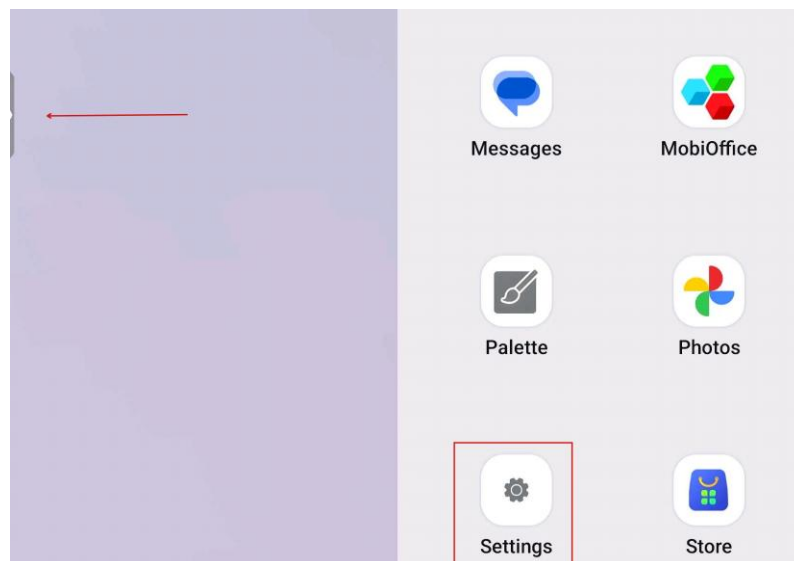 Messages
MobiOffice
Palette
Photos
Settings
Store